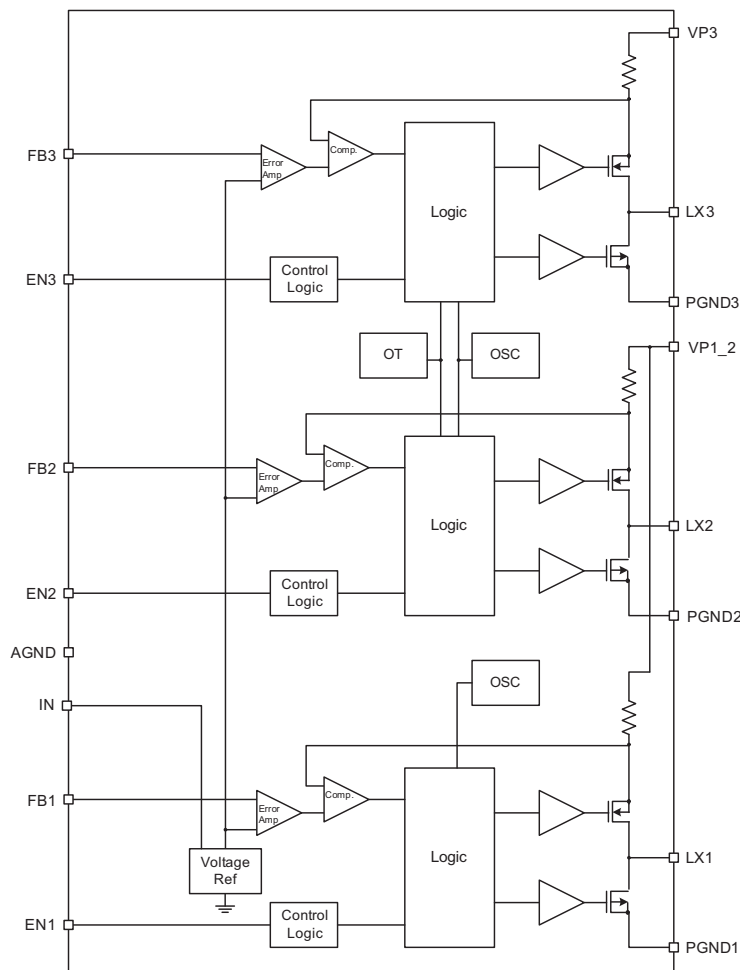 VP3
FB3
Error
Amp
Comp.
Logic
LX3
EN3
Control
Logic
PGND3
OT
OSC
VP1_2
FB2
Error
Amp
Comp.
Logic
LX2
EN2
Control
Logic
PGND2
AGND
IN
OSC
FB1
Error
Amp
Comp.
Logic
LX1
Voltage
Ref
EN1
Control
Logic
PGND1